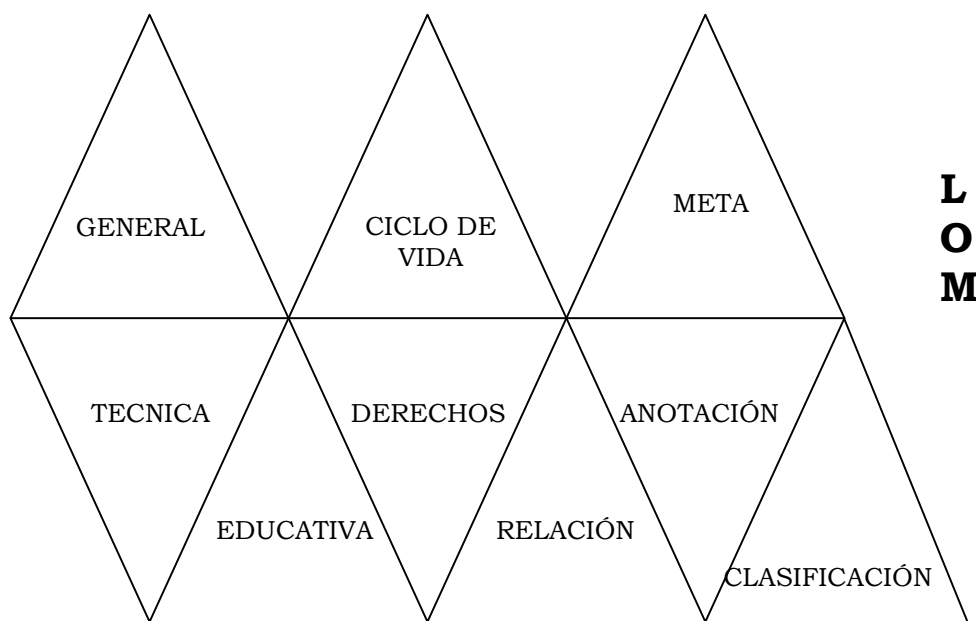 GENERAL
CICLO DE
VIDA
META
L
O
M
TECNICA
DERECHOS
ANOTACIÓN
EDUCATIVA
RELACIÓN
CLASIFICACIÓN